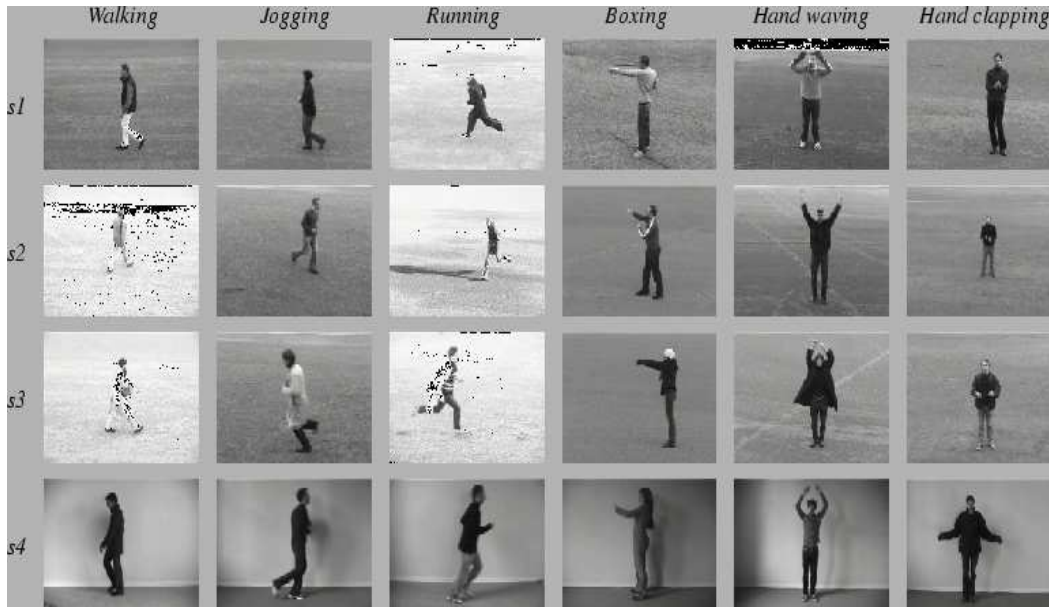 Walking Jogging Running Boxing Hand waving Hand clapping
s1
s2
s3
s4